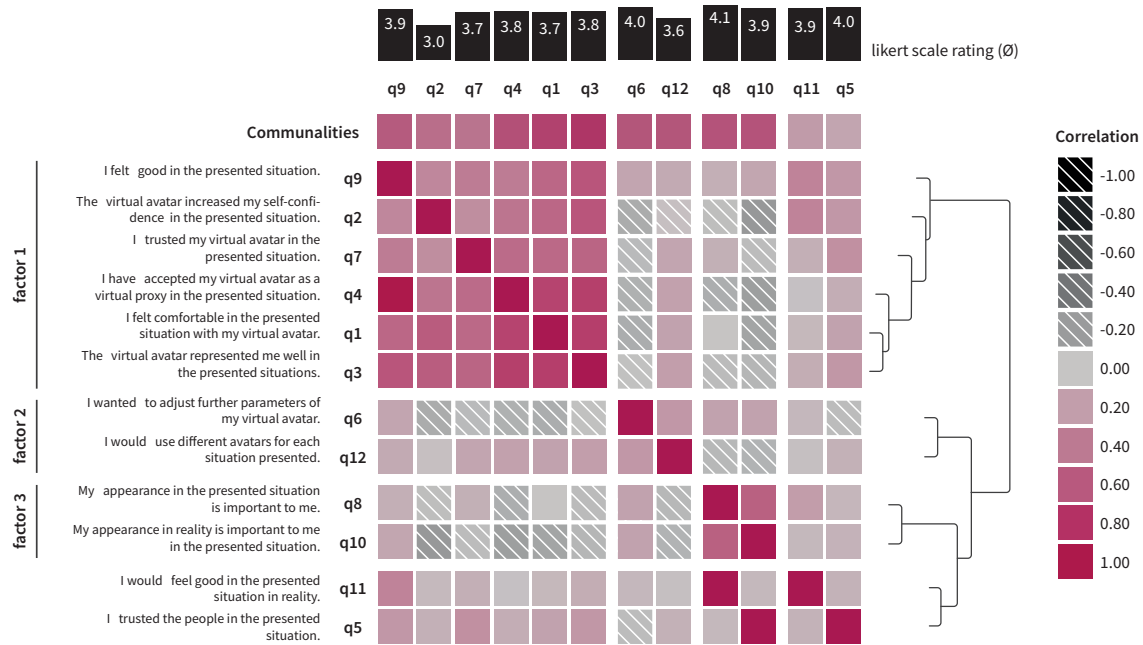 3.9 3.0 3.7 3.8 3.7 3.8 4.0 3.6 4.1 3.9 3.9 4.0
likert scale rating (Ø)
q9 q2 q7 q4 q1 q3 q6 q12 q8 q10 q11 q5
Communalities
factor 1
I felt good in the presented situation.
q9
The virtual avatar increased my self-confi-
dence in the presented situation.
q2
I trusted my virtual avatar in the
presented situation.
q7
I have accepted my virtual avatar as a
virtual proxy in the presented situation.
q4
I felt comfortable in the presented
situation with my virtual avatar.
q1
The virtual avatar represented me well in
the presented situations.
q3
factor 2
I wanted to adjust further parameters of
my virtual avatar.
q6
I would use different avatars for each
situation presented.
q12
factor 3
My appearance in the presented situation
is important to me.
q8
My appearance in reality is important to me
in the presented situation.
q10
I would feel good in the presented
situation in reality.
q11
I trusted the people in the presented
situation.
q5
Correlation
-1.00
-0.80
-0.60
-0.40
-0.20
0.00
0.20
0.40
0.60
0.80
1.00